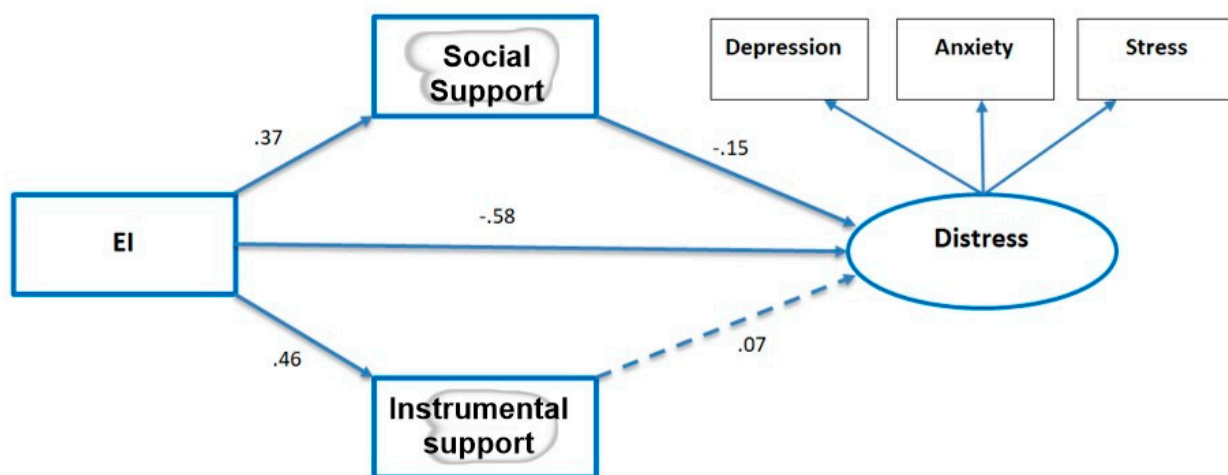 Social
Support
Depression
Anxiety
Stress
.37
-.15
-.58
EI
Distress
.46
.07
Instrumental
support